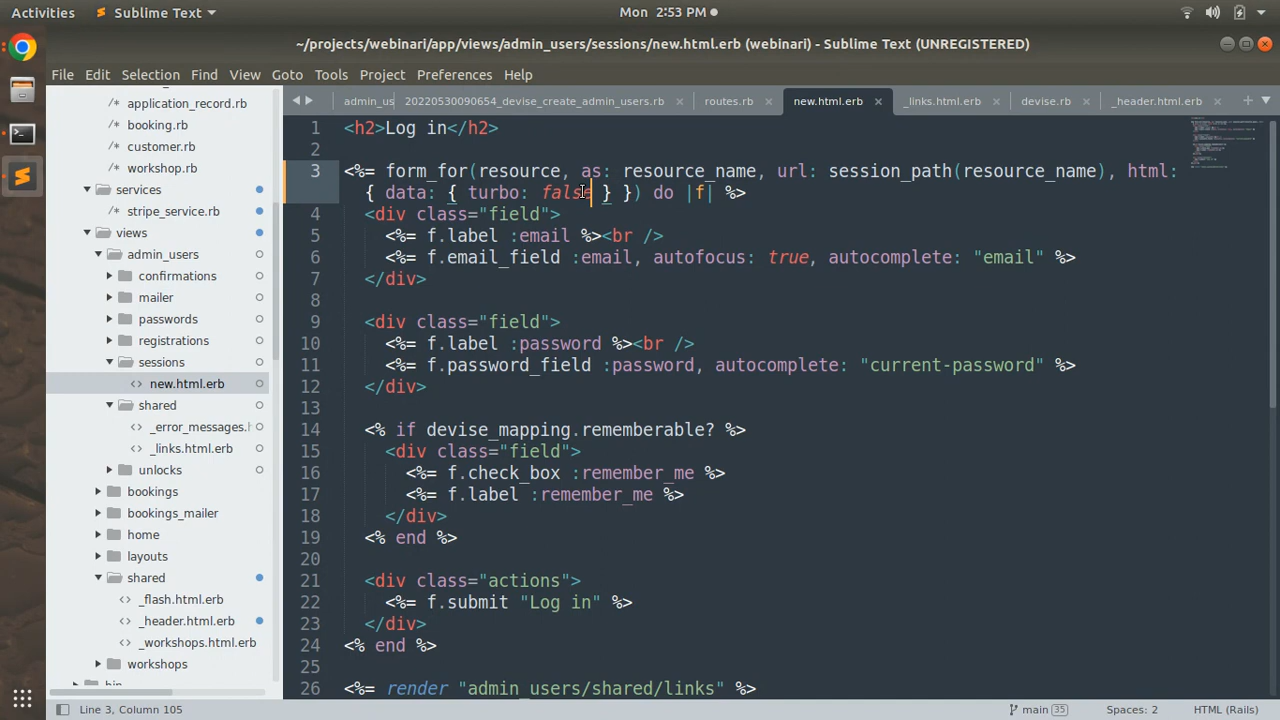 Activities
Sublime Text
Mon 2:53 PM
~/projects/webinari/app/views/admin_users/sessions/new.html.erb (webinari) - Sublime Text (UNREGISTERED)
File Edit Selection Find View Goto Tools Project Preferences Help
admin_us 20220530090654_devise_create_admin_users.rb routes.rb new.html.erb _links.html.erb devise.rb _header.html.erb
application_record.rb
booking.rb
customer.rb
workshop.rb
services
stripe_service.rb
views
admin_users
confirmations
mailer
passwords
registrations
sessions
new.html.erb
shared
_error_messages.h
_links.html.erb
unlocks
bookings
bookings_mailer
home
layouts
shared
_flash.html.erb
_header.html.erb
_workshops.html.erb
workshops
bin
1 <h2>Log in</h2>
2
3 <%= form_for(resource, as: resource_name, url: session_path(resource_name), html:
{ data: { turbo: false } }) do |f| %>
4 <div class="field">
5 <%= f.label :email %><br />
6 <%= f.email_field :email, autofocus: true, autocomplete: "email" %>
7 </div>
8
9 <div class="field">
10 <%= f.label :password %><br />
11 <%= f.password_field :password, autocomplete: "current-password" %>
12 </div>
13
14 <% if devise_mapping.rememberable? %>
15 <div class="field">
16 <%= f.check_box :remember_me %>
17 <%= f.label :remember_me %>
18 </div>
19 <% end %>
20
21 <div class="actions">
22 <%= f.submit "Log in" %>
23 </div>
24 <% end %>
25
26 <%= render "admin_users/shared/links" %>
Line 3, Column 105
main 35
Spaces: 2
HTML (Rails)